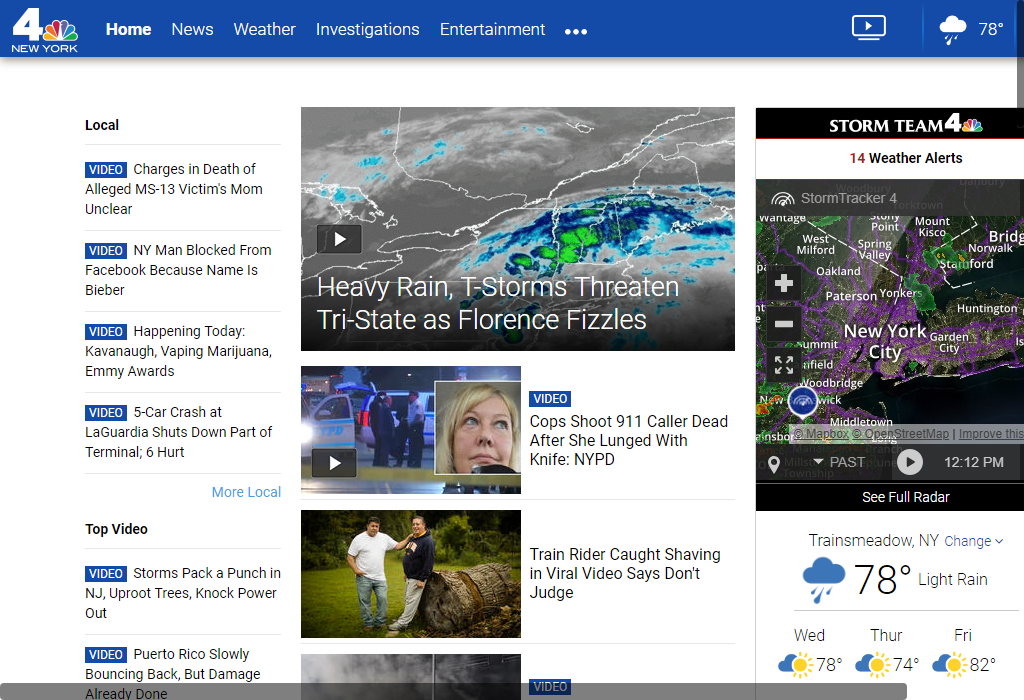 4
NEW YORK
Home
News
Weather
Investigations
Entertainment
•••
78°
Local
VIDEO Charges in Death of
Alleged MS-13 Victim's Mom
Unclear
VIDEO NY Man Blocked From
Facebook Because Name Is
Bieber
VIDEO Happening Today:
Kavanaugh, Vaping Marijuana,
Emmy Awards
VIDEO 5-Car Crash at
LaGuardia Shuts Down Part of
Terminal; 6 Hurt
More Local
Top Video
VIDEO Storms Pack a Punch in
NJ, Uproot Trees, Knock Power
Out
VIDEO Puerto Rico Slowly
Bouncing Back, But Damage
Already Done
Heavy Rain, T-Storms Threaten
Tri-State as Florence Fizzles
VIDEO
Cops Shoot 911 Caller Dead
After She Lunged With
Knife: NYPD
Train Rider Caught Shaving
in Viral Video Says Don't
Judge
VIDEO
STORM TEAM 4
14 Weather Alerts
StormTracker 4
Woodbury
Danbury
Yorktown
Wantage
Stony
Point
Mount
Kisco
West
Milford
Spring
Valley
Norwalk
Stamford
Oakland
Paterson
Yonkers
Huntington
New York
City
Garden
City
Woodbridge
Middletown
© Mapbox © OpenStreetMap | Improve this
PAST
12:12 PM
See Full Radar
Trainsmeadow, NY Change
78° Light Rain
Wed
Thur
Fri
78°
74°
82°